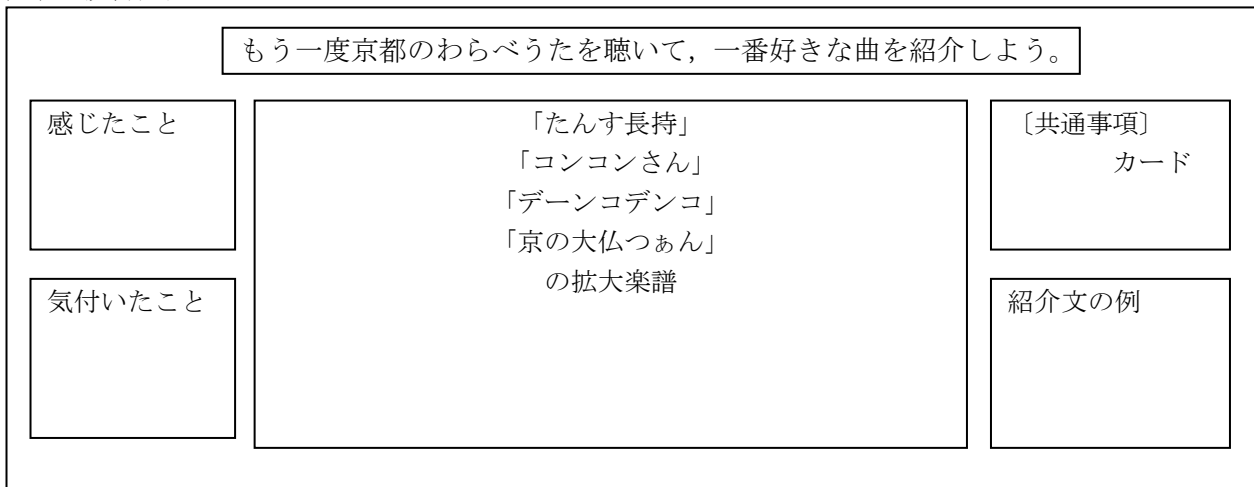 もう一度京都のわらべうたを聴いて，一番好きな曲を紹介しよう。
感じたこと
気付いたこと
「たんす長持」
「コンコンさん」
「デーンコデンコ」
「京の大仏つぁん」
の拡大楽譜
〔共通事項〕
カード
紹介文の例